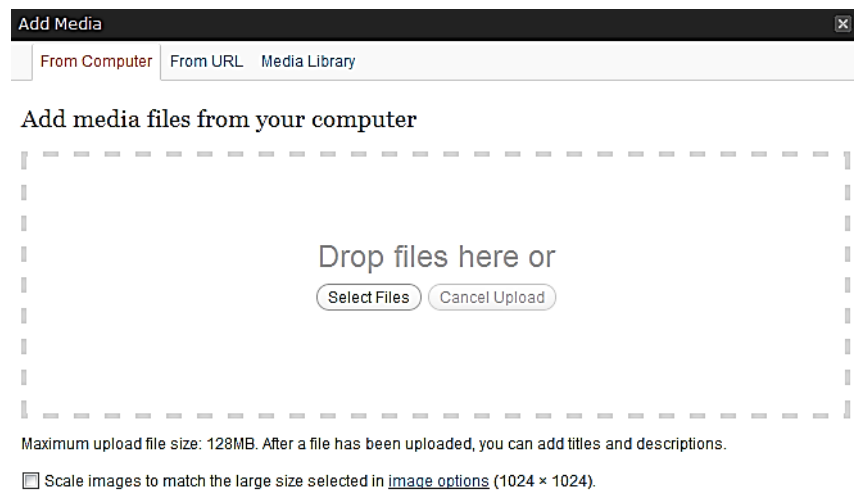 Add Media
From Computer From URL Media Library
Add media files from your computer
Drop files here or
Select Files Cancel Upload
Maximum upload file size: 128MB. After a file has been uploaded, you can add titles and descriptions.
Scale images to match the large size selected in image options (1024 × 1024).